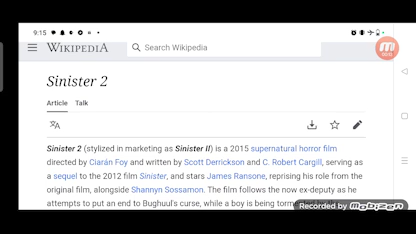 9:15
WIKIPEDIA
Search Wikipedia
Sinister 2
Article Talk
Sinister 2 (stylized in marketing as Sinister II) is a 2015 supernatural horror film
directed by Ciarán Foy and written by Scott Derrickson and C. Robert Cargill, serving as
a sequel to the 2012 film Sinister, and stars James Ransone, reprising his role from the
original film, alongside Shannyn Sossamon. The film follows the now ex-deputy as he
attempts to put an end to Bughuul's curse, while a boy is being
Recorded by Mobizen